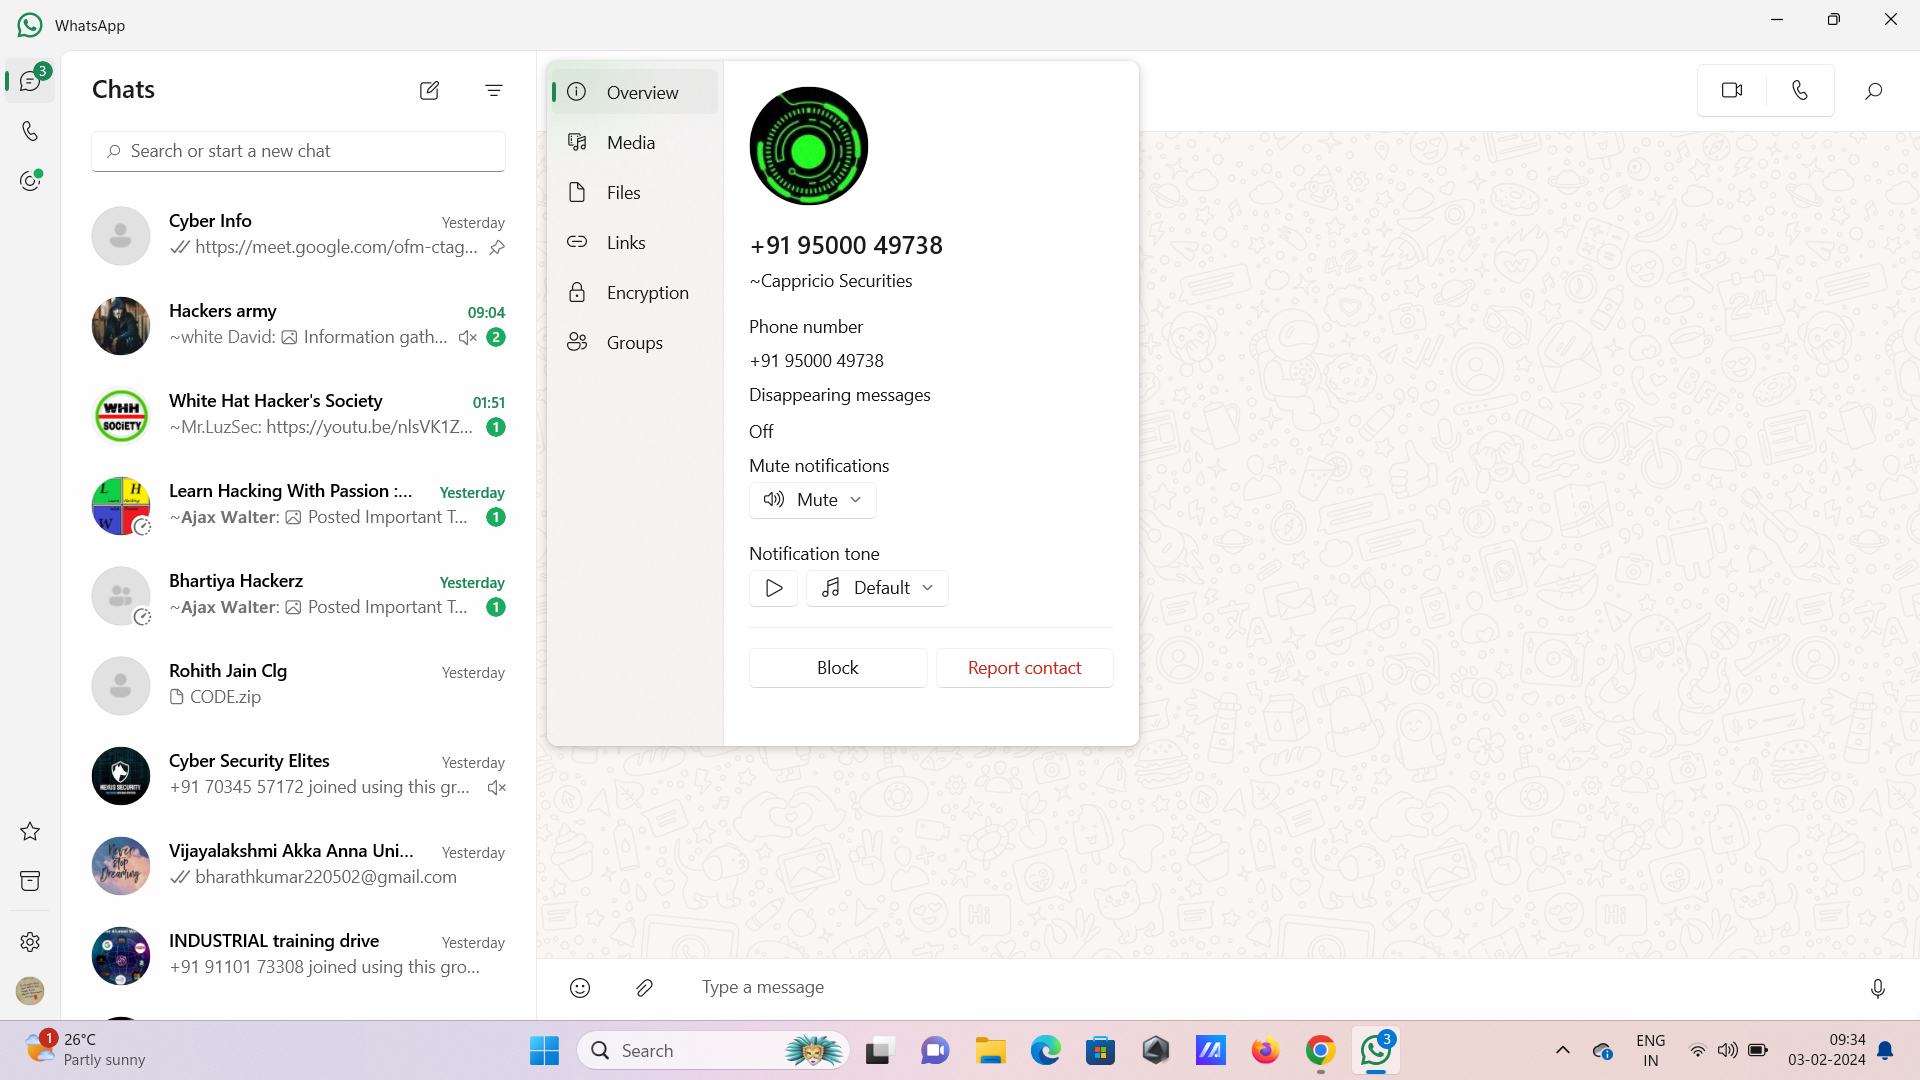 WhatsApp
3
Chats
Search or start a new chat
Cyber Info
Yesterday
https://meet.google.com/ofm-ctag...
Hackers army
09:04
~white David: Information gath...
2
WHH
SOCiETY
White Hat Hacker's Society
01:51
~Mr.LuzSec: https://youtu.be/nlsVK1Z...
1
L H
W
Learn Hacking With Passion :...
Yesterday
~Ajax Walter: Posted Important T...
1
Bhartiya Hackerz
Yesterday
~Ajax Walter: Posted Important T...
1
Rohith Jain Clg
Yesterday
CODE.zip
NEXUS SECURITY
Cyber Security Elites
Yesterday
+91 70345 57172 joined using this gr...
Never
stop
Dreaming
Vijayalakshmi Akka Anna Uni...
Yesterday
bharathkumar220502@gmail.com
INDUSTRIAL training drive
Yesterday
+91 91101 73308 joined using this gro...
Overview
Media
Files
Links
Encryption
Groups
+91 95000 49738
~Cappricio Securities
Phone number
+91 95000 49738
Disappearing messages
Off
Mute notifications
Mute
Notification tone
Default
Block
Report contact
Type a message
1
26°C
Partly sunny
Search
3
ENG
IN
09:34
03-02-2024